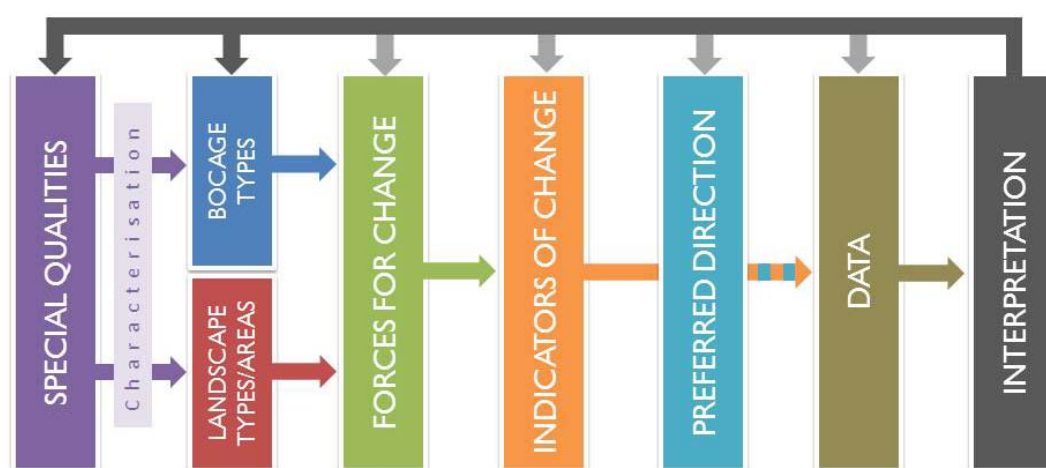 SPECIAL QUALITIES
Characterisation
BOCAGE
TYPES
LANDSCAPE
TYPES/AREAS
FORCES FOR CHANGE
INDICATORS OF CHANGE
PREFERRED DIRECTION
DATA
INTERPRETATION